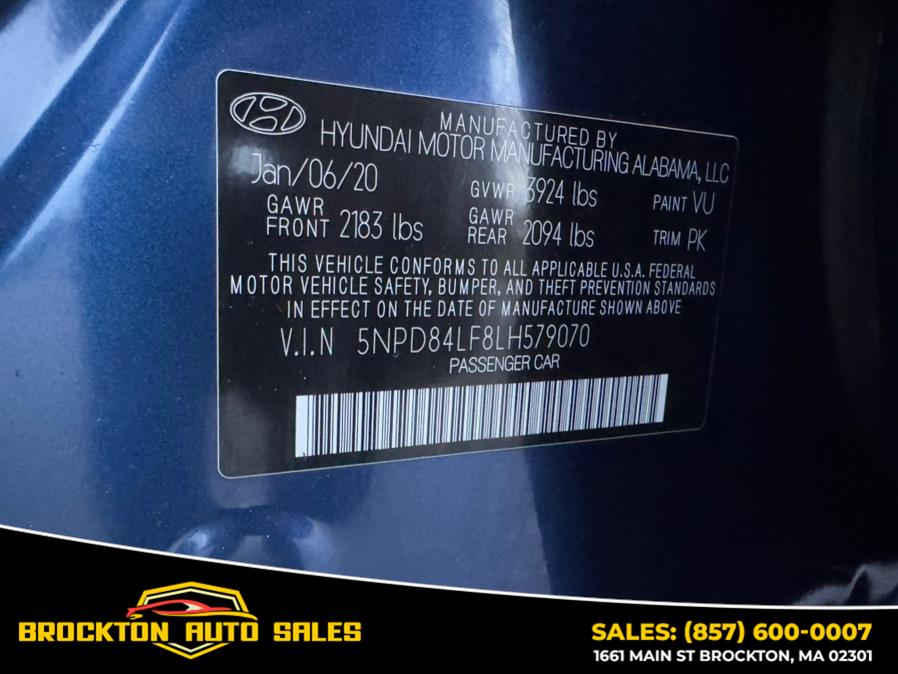 MANUFACTURED BY
HYUNDAI MOTOR MANUFACTURING ALABAMA, LLC
Jan/06/20 GVWR 3924 lbs PAINT VU
GAWR FRONT 2183 lbs GAWR REAR 2094 lbs TRIM PK
THIS VEHICLE CONFORMS TO ALL APPLICABLE U.S.A. FEDERAL
MOTOR VEHICLE SAFETY, BUMPER, AND THEFT PREVENTION STANDARDS
IN EFFECT ON THE DATE OF MANUFACTURE SHOWN ABOVE
V.I.N 5NPD84LF8LH579070
PASSENGER CAR
BROCKTON AUTO SALES
SALES: (857) 600-0007
1661 MAIN ST BROCKTON, MA 02301